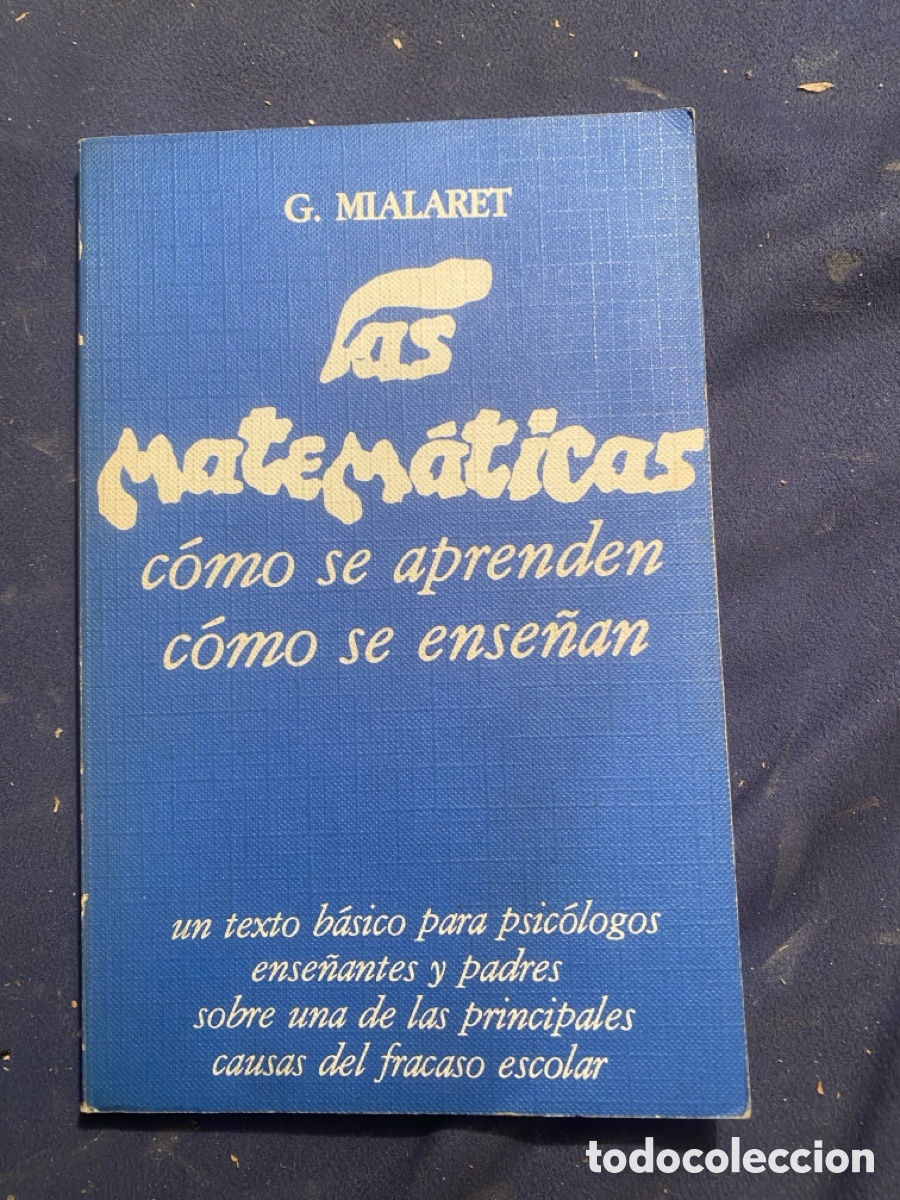 G. MIALARET
las
matemáticas
cómo se aprenden
cómo se enseñan
un texto básico para psicólogos
enseñantes y padres
sobre una de las principales
causas del fracaso escolar
todocoleccion